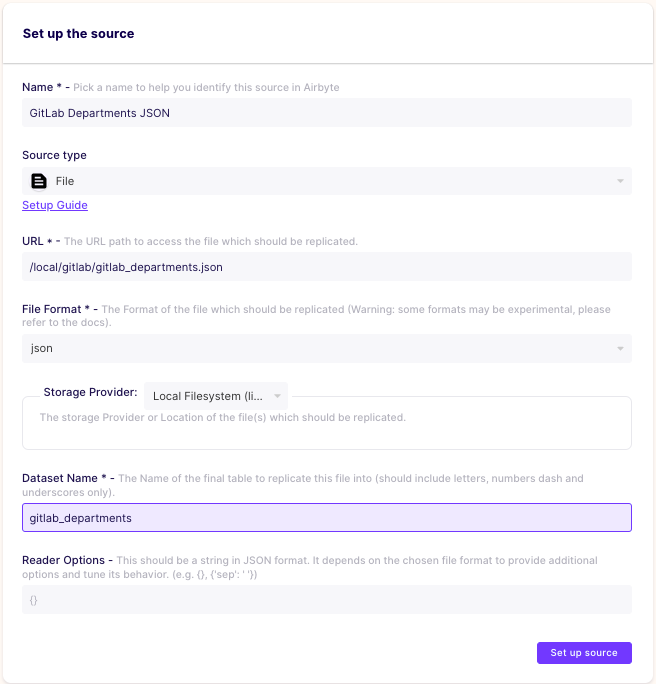 Set up the source
Name * - Pick a name to help you identify this source in Airbyte
GitLab Departments JSON
Source type
File
Setup Guide
URL * - The URL path to access the file which should be replicated.
/local/gitlab/gitlab_departments.json
File Format * - The Format of the file which should be replicated (Warning: some formats may be experimental, please
refer to the docs).
json
Storage Provider: Local Filesystem (li...
The storage Provider or Location of the file(s) which should be replicated.
Dataset Name * - The Name of the final table to replicate this file into (should include letters, numbers dash and
underscores only).
gitlab_departments
Reader Options - This should be a string in JSON format. It depends on the chosen file format to provide additional
options and tune its behavior. (e.g. {}, {'sep': ' '})
{}
Set up source